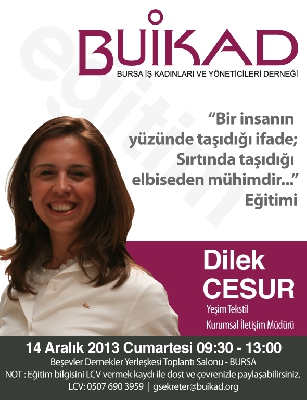 BUİKAD
BURSA İŞ KADINLARI VE YÖNETİCİLERİ DERNEĞİ
eğitim
“Bir insanın
yüzünde taşıdığı ifade;
Sırtında taşıdığı
elbiseden mühimdir...”
Eğitimi
Dilek
CESUR
Yeşim Tekstil
Kurumsal İletişim Müdürü
14 Aralık 2013 Cumartesi 09:30 - 13:00
Beşevler Dernekler Yerleşkesi Toplantı Salonu - BURSA
NOT : Eğitim bilgisini LCV vermek kaydı ile dost ve çevrenizle paylaşabilirsiniz.
LCV: 0507 690 3959 | gsekreter@buikad.org